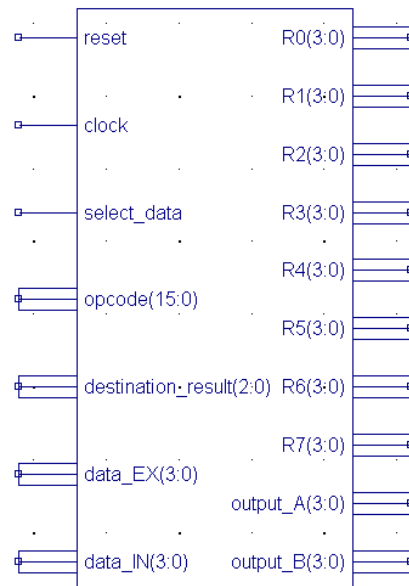 reset R0(3:0)
R1(3:0)
clock
R2(3:0)
select_data R3(3:0)
R4(3:0)
opcode(15:0)
R5(3:0)
destination_result(2:0) R6(3:0)
R7(3:0)
data_EX(3:0)
output_A(3:0)
data_IN(3:0) output_B(3:0)